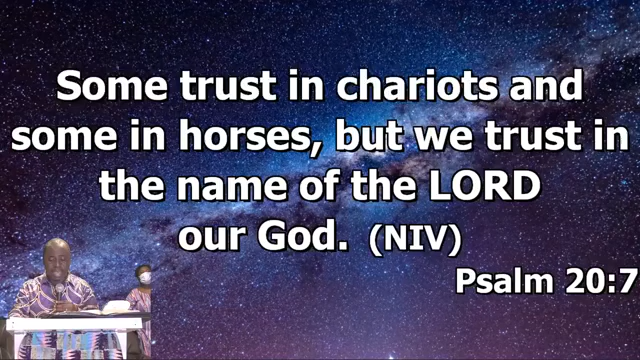 Some trust in chariots and
some in horses, but we trust in
the name of the LORD
our God. (NIV)
Psalm 20:7